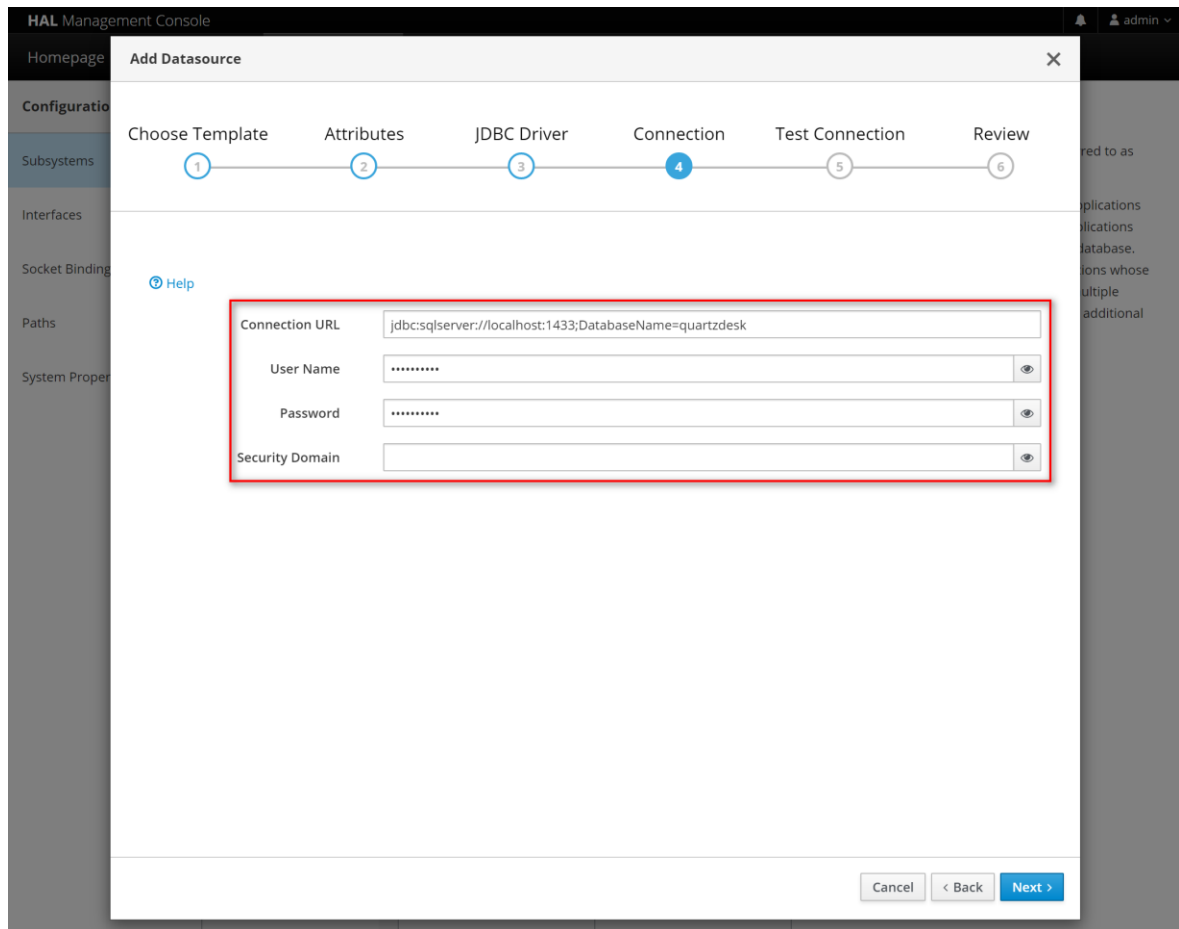 HAL Management Console
admin
Homepage
Add Datasource
Configuratio
Choose Template Attributes JDBC Driver Connection Test Connection Review
1 2 3 4 5 6
Subsystems
red to as
Interfaces
pplications
plications
database.
Socket Binding
ions whose
Help
ultiple
Paths
additional
Connection URL jdbc:sqlserver://localhost:1433;DatabaseName=quartzdesk
User Name ••••••••••
System Proper
Password ••••••••••
Security Domain
Cancel < Back Next >